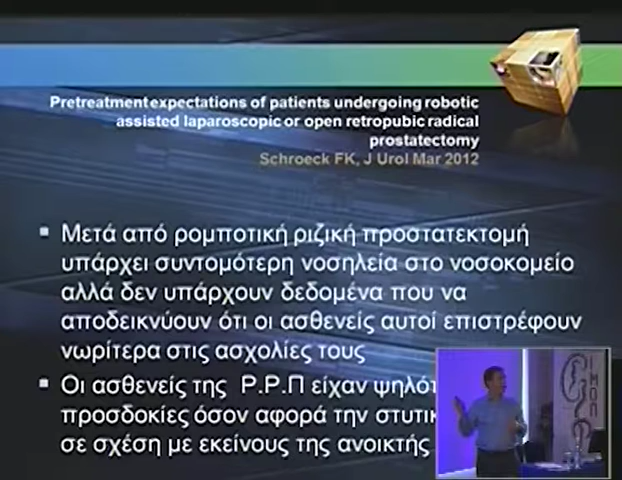 Pretreatment expectations of patients undergoing robotic
assisted laparoscopic or open retropubic radical
prostatectomy
Schroeck FK, J Urol Mar 2012
Μετά από ρομποτική ριζική προστατεκτομή
υπάρχει συντομότερη νοσηλεία στο νοσοκομείο
αλλά δεν υπάρχουν δεδομένα που να
αποδεικνύουν ότι οι ασθενείς αυτοί επιστρέφουν
νωρίτερα στις ασχολίες τους
Οι ασθενείς της Ρ.Ρ.Π είχαν
προσδοκίες όσον αφορά την
σε σχέση με εκείνους της ανοικτής